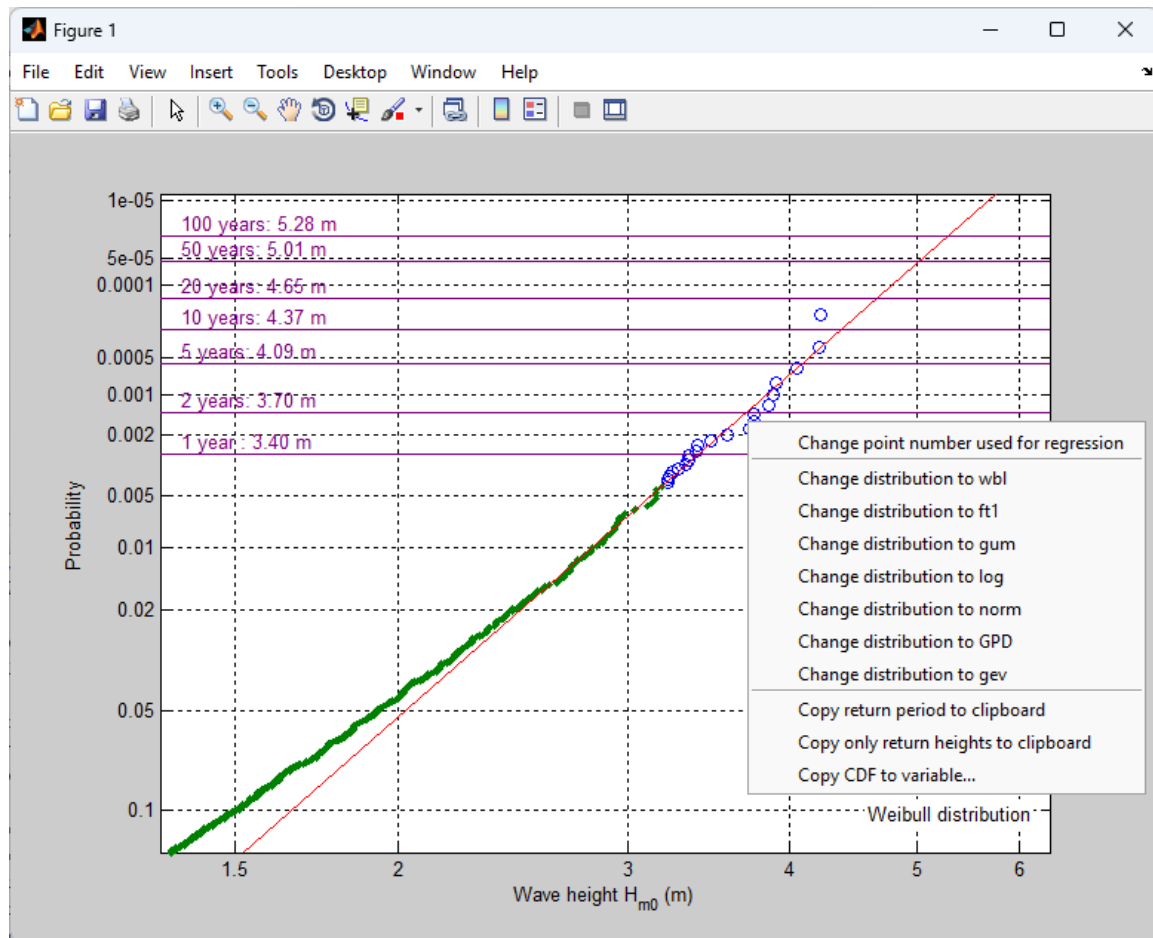 Figure 1
File Edit View Insert Tools Desktop Window Help
1e-05
100 years: 5.28 m
50 years: 5.01 m
5e-05
0.0001
20 years: 4.65 m
10 years: 4.37 m
0.0005
5 years: 4.09 m
0.001
2 years: 3.70 m
0.002
1 year : 3.40 m
0.005
0.01
0.02
0.05
0.1
Probability
Change point number used for regression
Change distribution to wbl
Change distribution to ft1
Change distribution to gum
Change distribution to log
Change distribution to norm
Change distribution to GPD
Change distribution to gev
Copy return period to clipboard
Copy only return heights to clipboard
Copy CDF to variable...
Weibull distribution
1.5 2 3 4 5 6
Wave height Hm0 (m)